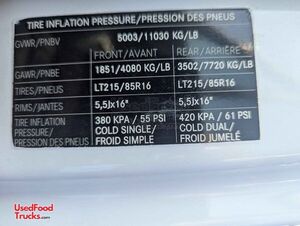 TIRE INFLATION PRESSURE/PRESSION DES PNEUS
GVWR/PNBV 5003/11030 KG/LB
FRONT/AVANT REAR/ARRIÈRE
GAWR/PNBE 1851/4080 KG/LB 3502/7720 KG/LB
TIRES/PNEUS LT215/85R16 LT215/85R16
RIMS/JANTES 5,5Jx16" 5,5Jx16"
TIRE INFLATION PRESSURE/ PRESSION DES PNEUS 380 KPA / 55 PSI COLD SINGLE/ FROID SIMPLE 420 KPA / 61 PSI COLD DUAL/ FROID JUMELÉ
UsedFood
Trucks.com